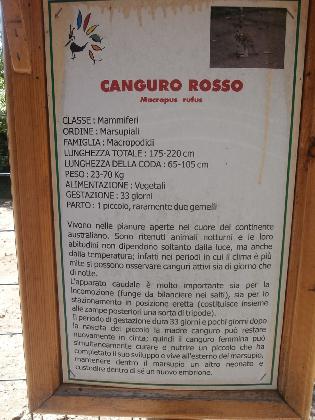 CANGURO ROSSO
Macropus rufus
CLASSE : Mammiferi
ORDINE : Marsupiali
FAMIGLIA : Macropodidi
LUNGHEZZA TOTALE : 175-220 cm
LUNGHEZZA DELLA CODA : 65-105 cm
PESO : 23-70 Kg
ALIMENTAZIONE : Vegetali
GESTAZIONE : 33 giorni
PARTO : 1 piccolo, raramente due gemelli
Vivono nelle pianure aperte nel cuore del continente
australiano. Sono ritenuti animali notturni e le loro
abitudini non dipendono soltanto dalla luce, ma anche
dalla temperatura; infatti nei periodi in cui il clima è più
mite si possono osservare canguri attivi sia di giorno che
di notte.
L'apparato caudale è molto importante sia per la
locomozione (funge da bilanciere nei salti), sia per lo
stazionamento in posizione eretta (costituisce insieme
alle zampe posteriori una sorta di tripode).
Il periodo di gestazione dura 33 giorni e pochi giorni dopo
la nascita del piccolo la madre canguro può restare
nuovamente in cinta; quindi il canguro femmina può
simultaneamente curare e nutrire un piccolo che ha
completato il suo sviluppo e vive all'esterno del marsupio,
mantenere dentro il marsupio un altro neonato e
custodire dentro di sé un nuovo embrione.